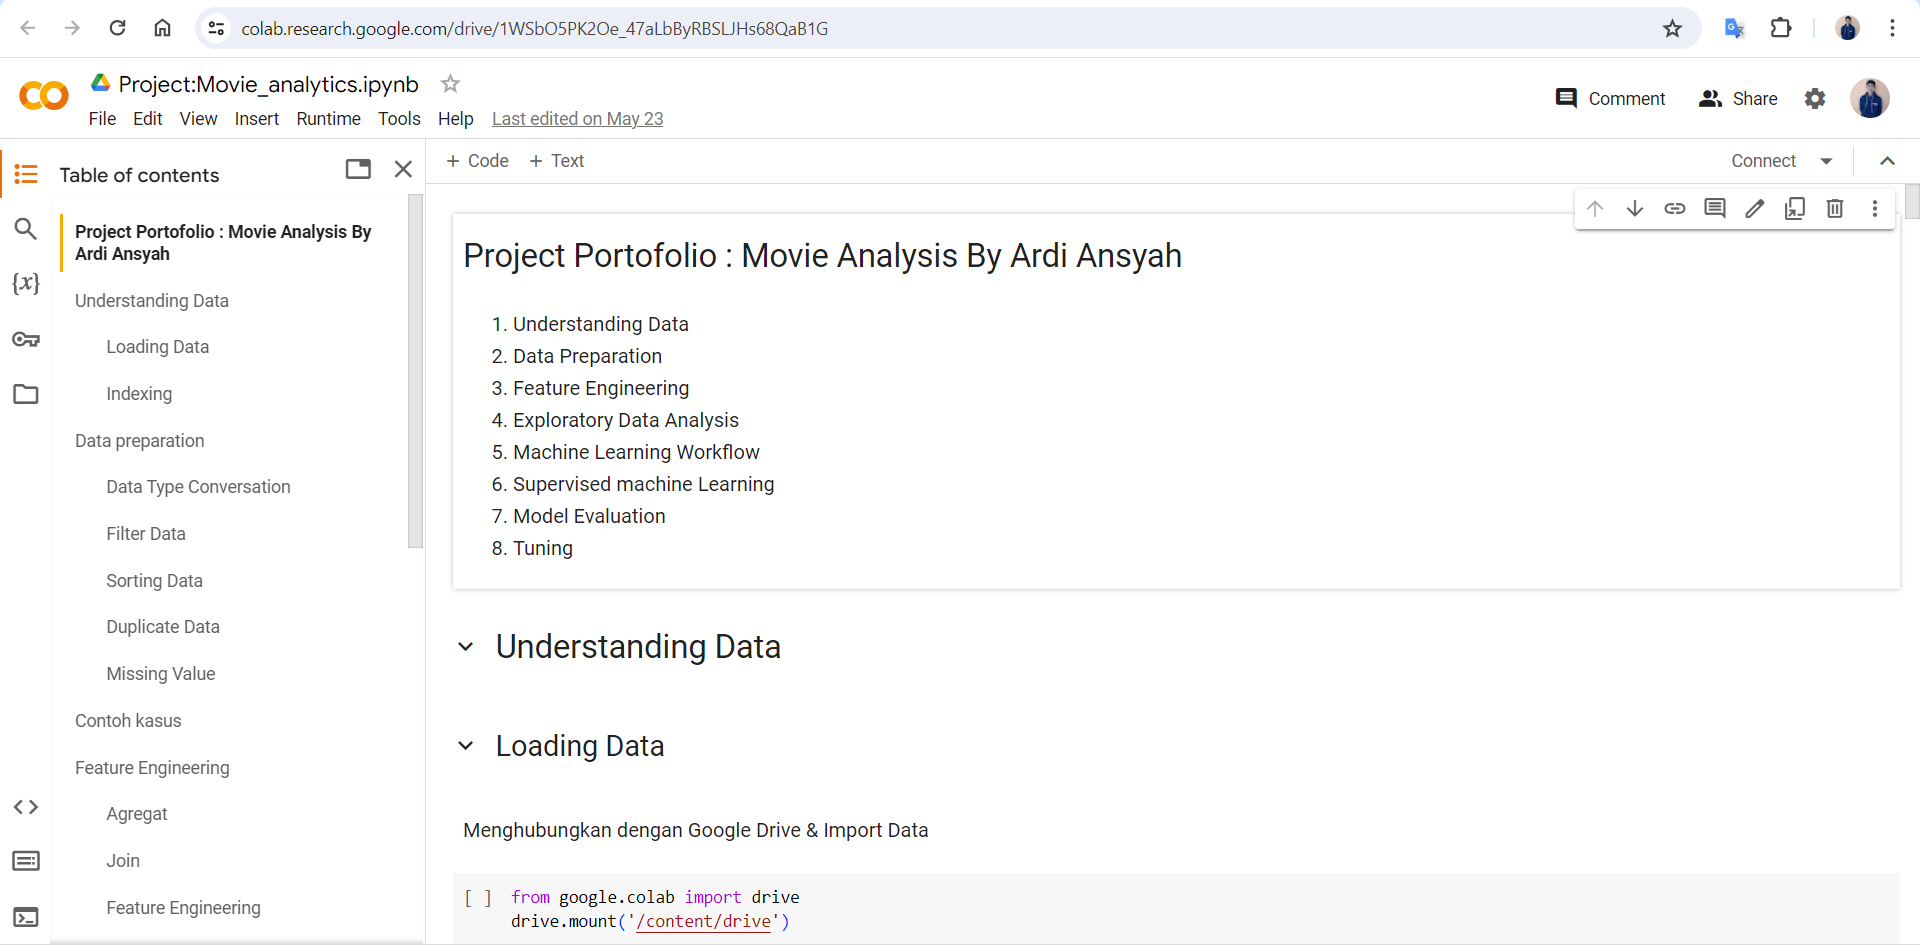 colab.research.google.com/drive/1WSbO5PK2Oe_47aLbByRBSLJHs68QaB1G
Project:Movie_analytics.ipynb
File Edit View Insert Runtime Tools Help Last edited on May 23
Comment Share
Table of contents
+ Code + Text
Connect
Project Portofolio : Movie Analysis By
Ardi Ansyah
Understanding Data
Loading Data
Indexing
Data preparation
Data Type Conversation
Filter Data
Sorting Data
Duplicate Data
Missing Value
Contoh kasus
Feature Engineering
Agregat
Join
Feature Engineering
Project Portofolio : Movie Analysis By Ardi Ansyah
1. Understanding Data
2. Data Preparation
3. Feature Engineering
4. Exploratory Data Analysis
5. Machine Learning Workflow
6. Supervised machine Learning
7. Model Evaluation
8. Tuning
Understanding Data
Loading Data
Menghubungkan dengan Google Drive & Import Data
[ ] from google.colab import drive
drive.mount('/content/drive')